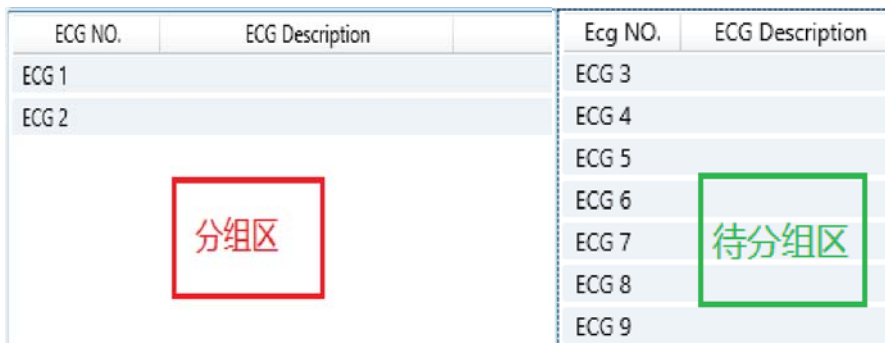 ECG NO. ECG Description
ECG 1
ECG 2
分组区
Ecg NO. ECG Description
ECG 3
ECG 4
ECG 5
ECG 6
ECG 7
ECG 8
ECG 9
待分组区